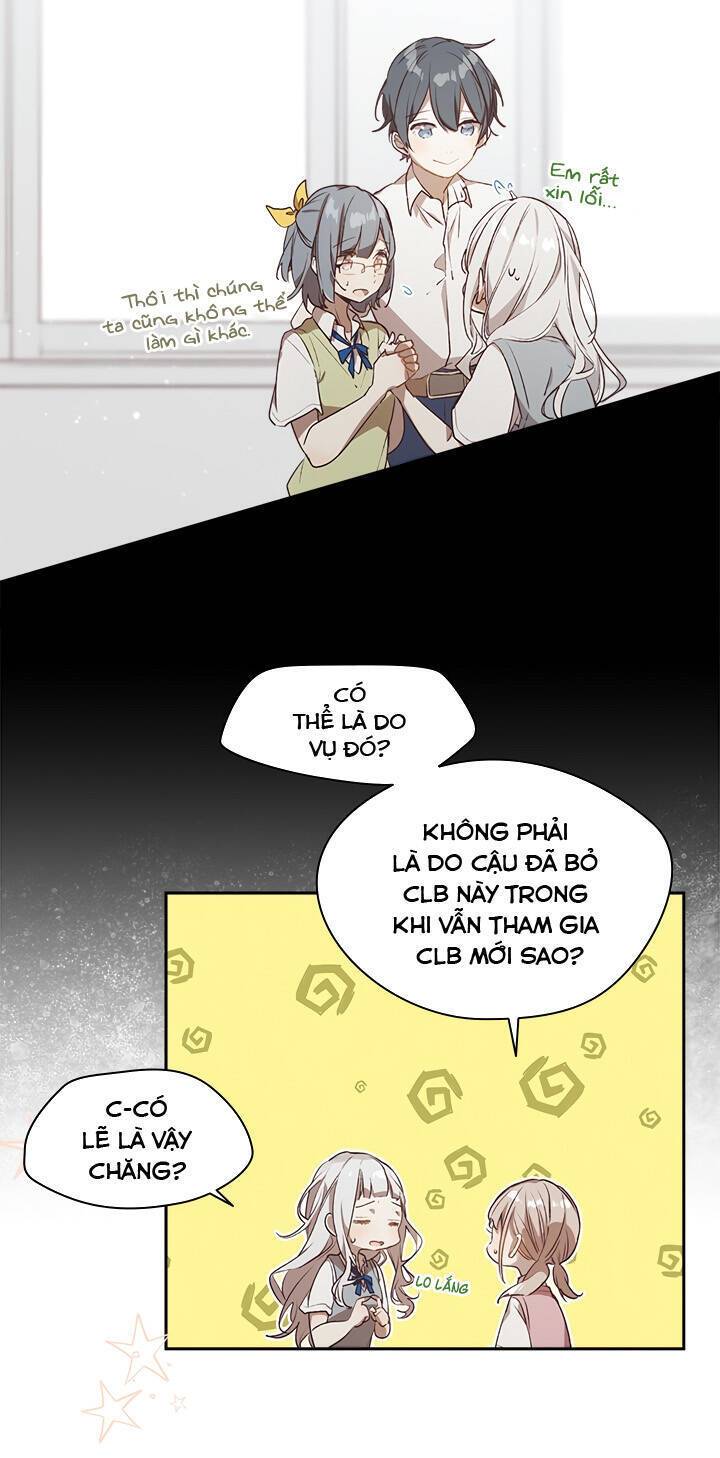 Em rất
xin lỗi...
Thôi thì chúng
ta cũng không thể
làm gì khác.
CÓ
THỂ LÀ DO
VỤ ĐÓ?
KHÔNG PHẢI
LÀ DO CẬU ĐÃ BỎ
CLB NÀY TRONG
KHI VẪN THAM GIA
CLB MỚI SAO?
C-CÓ
LẼ LÀ VẬY
CHĂNG?
LO LẮNG